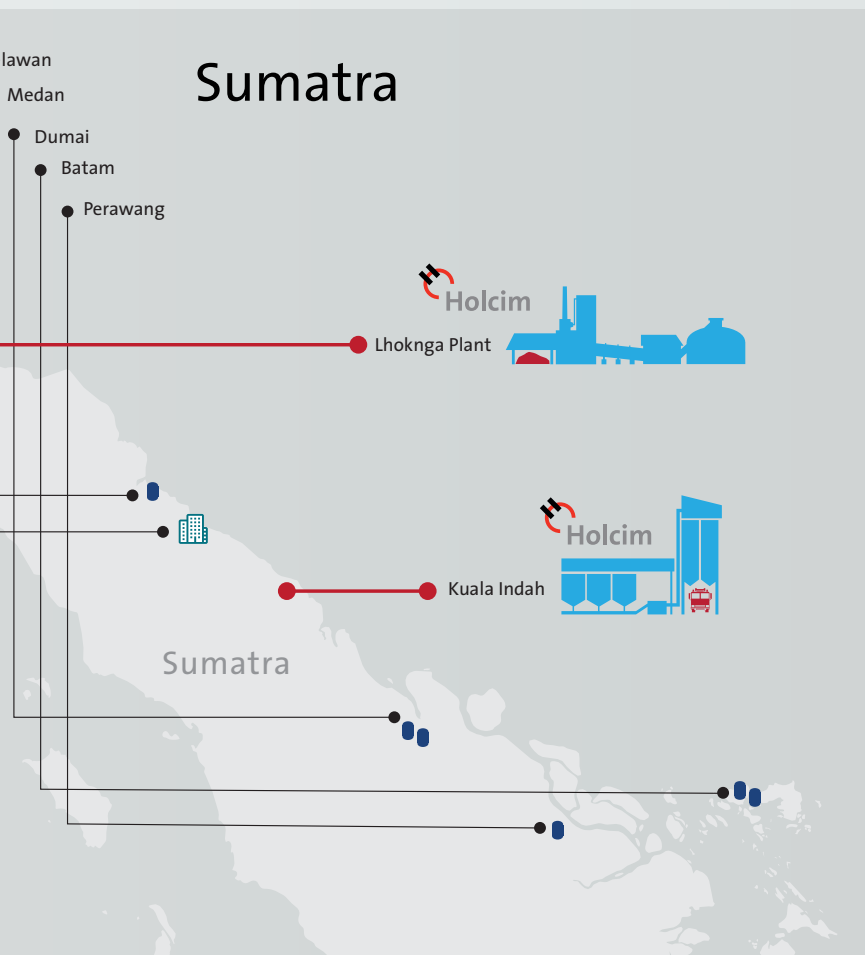 lawan
Sumatra
Medan
Dumai
Batam
Perawang
Holcim
Lhoknga Plant
Holcim
Kuala Indah
Sumatra